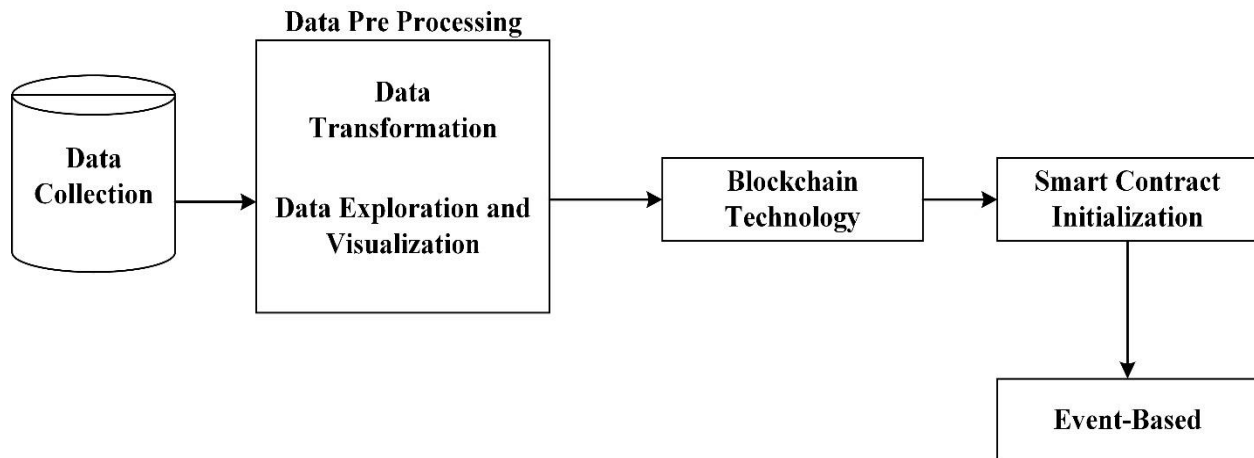 Data Pre Processing
Data
Transformation
Data Exploration and
Visualization
Data
Collection
Blockchain
Technology
Smart Contract
Initialization
Event-Based